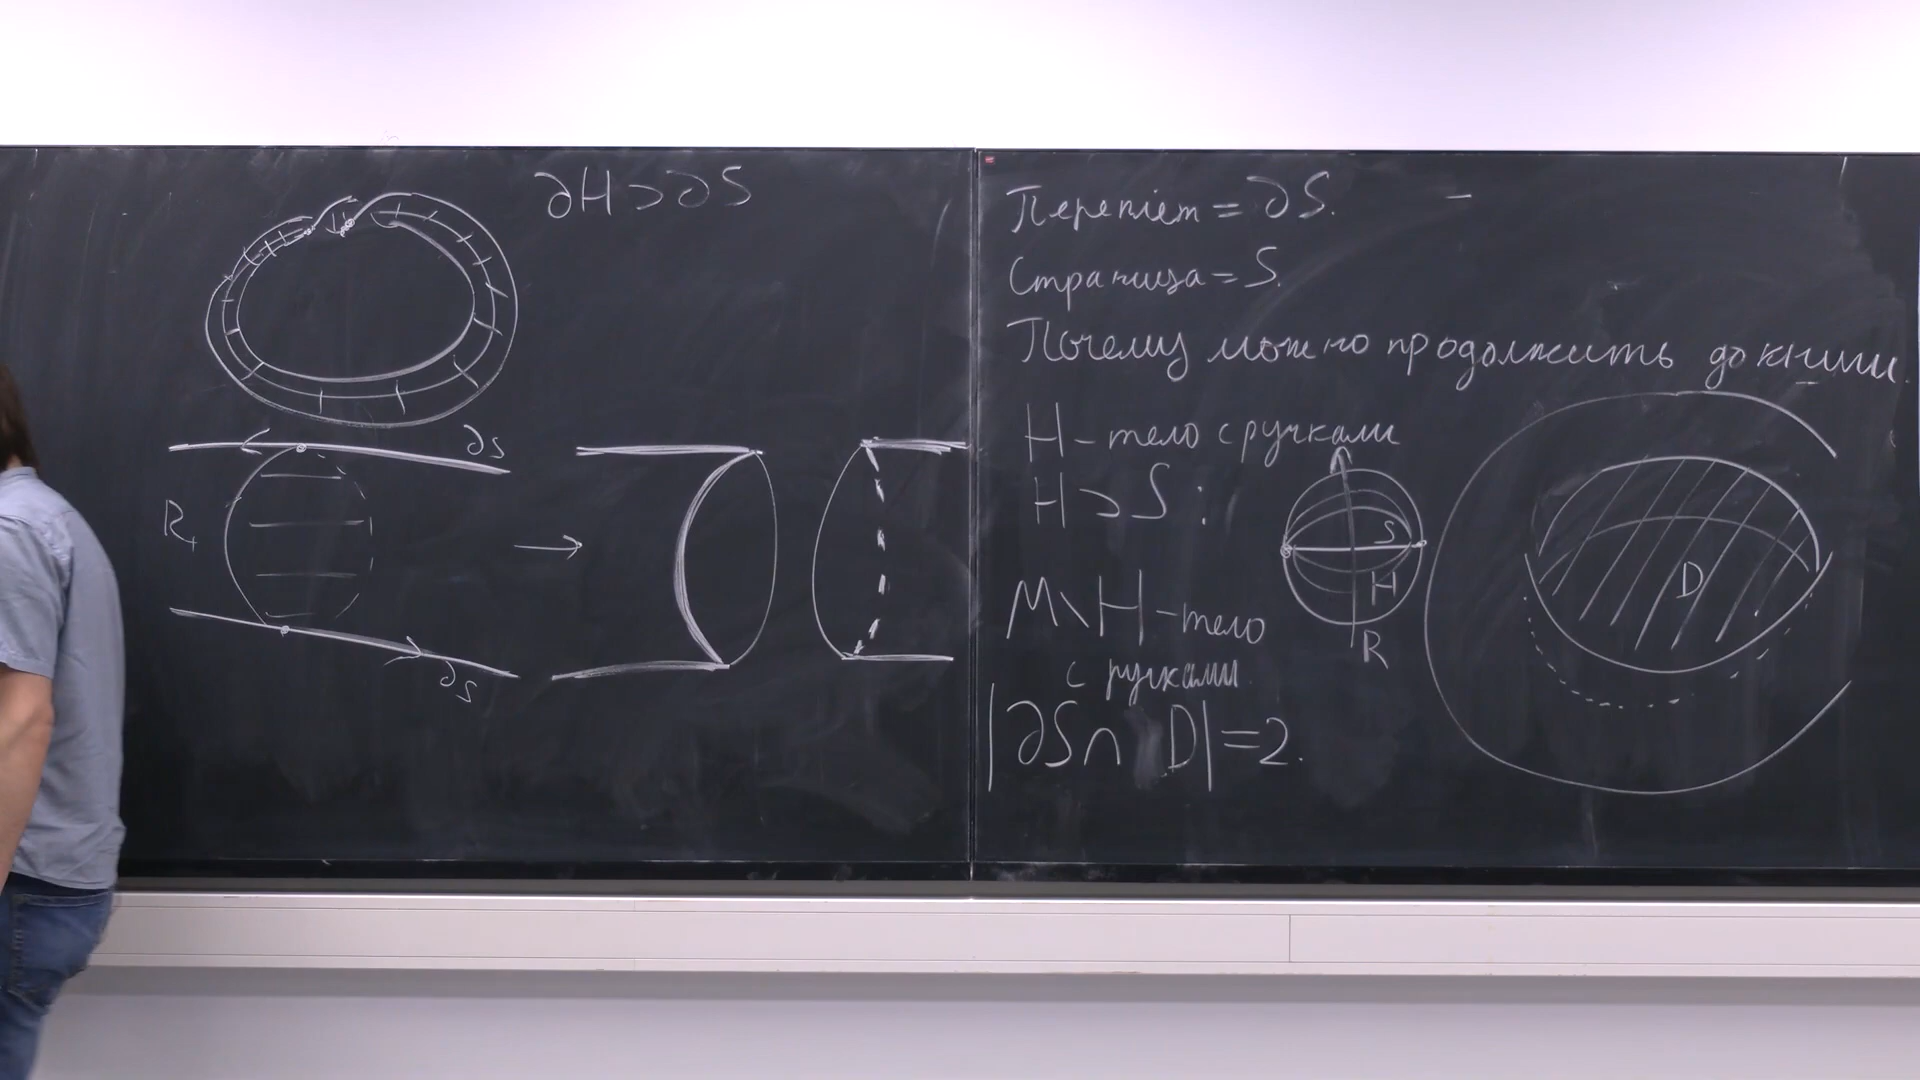 ∂H ⊃ ∂S
∂S
R
∂S
Переплёт = ∂S.
Страница = S.
Почему можно продолжить до книги.
H – тело с ручками
H ⊃ S :
S
H
R
D
M \ H – тело
с ручками.
|∂S ∩ D| = 2.